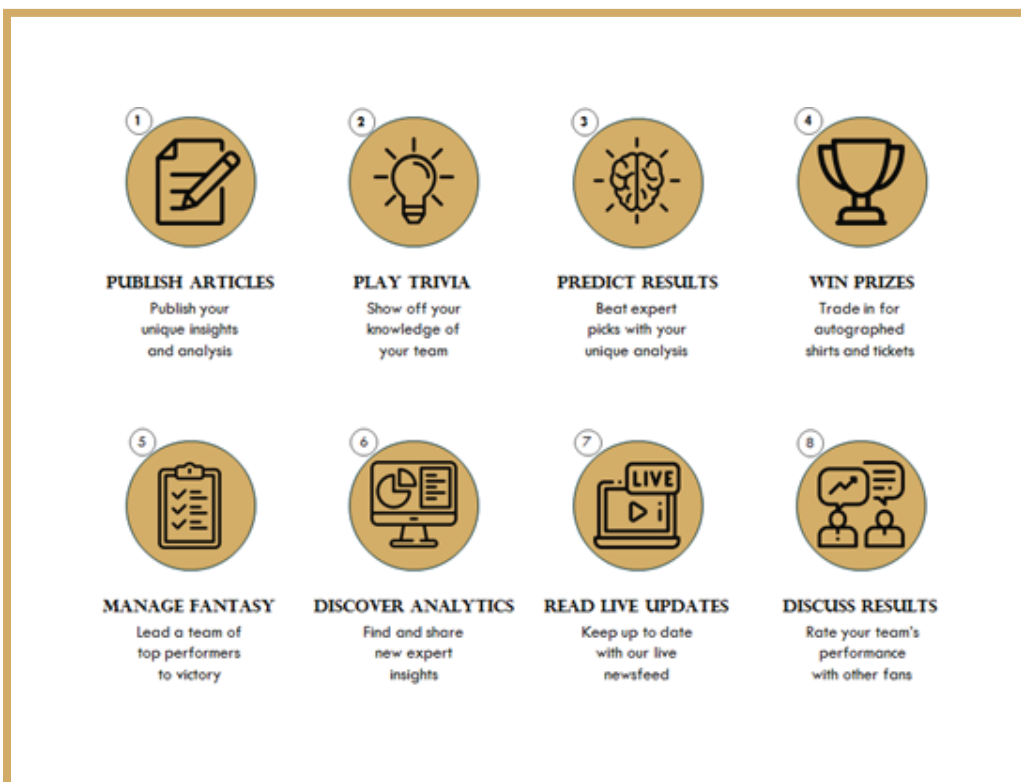 1
PUBLISH ARTICLES
Publish your
unique insights
and analysis
2
PLAY TRIVIA
Show off your
knowledge of
your team
3
PREDICT RESULTS
Beat expert
picks with your
unique analysis
4
WIN PRIZES
Trade in for
autographed
shirts and tickets
5
MANAGE FANTASY
Lead a team of
top performers
to victory
6
DISCOVER ANALYTICS
Find and share
new expert
insights
7
LIVE
READ LIVE UPDATES
Keep up to date
with our live
newsfeed
8
DISCUSS RESULTS
Rate your team's
performance
with other fans